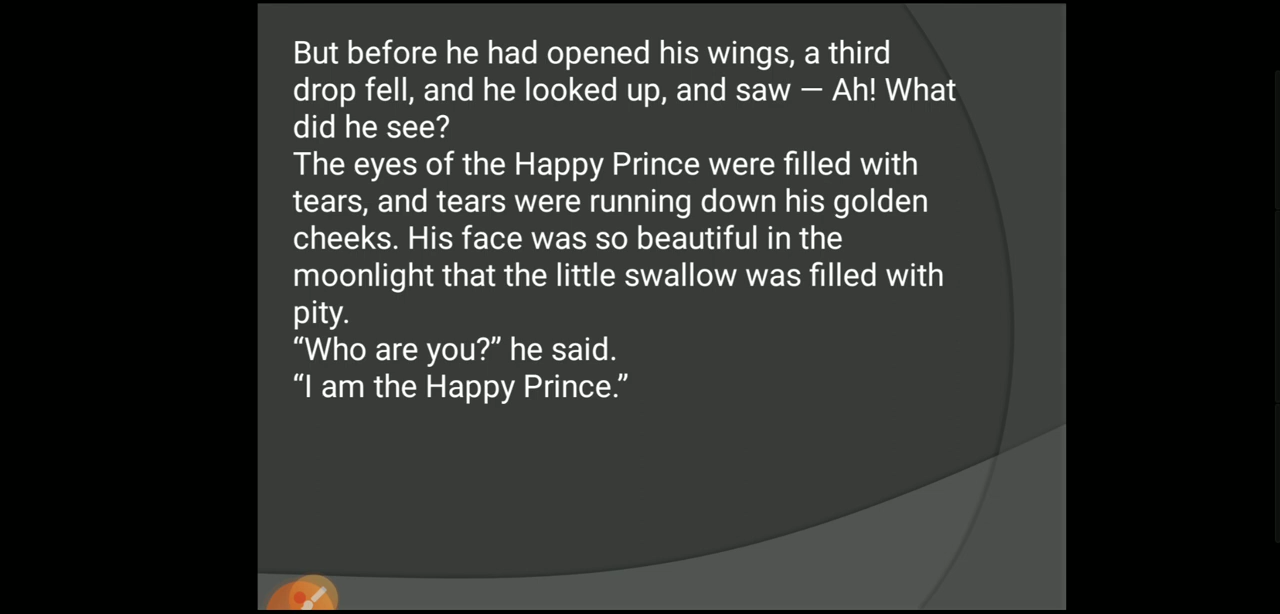 But before he had opened his wings, a third
drop fell, and he looked up, and saw — Ah! What
did he see?
The eyes of the Happy Prince were filled with
tears, and tears were running down his golden
cheeks. His face was so beautiful in the
moonlight that the little swallow was filled with
pity.
“Who are you?” he said.
“I am the Happy Prince.”